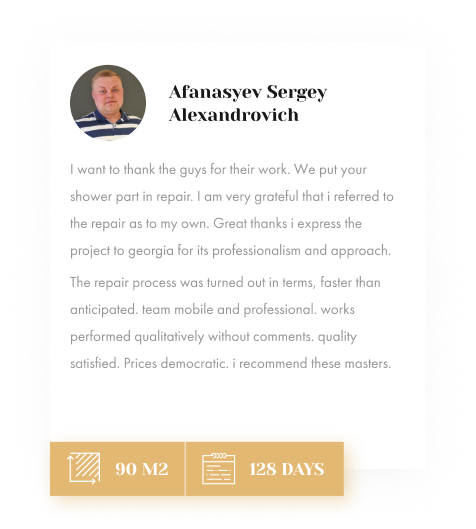 Afanasyev Sergey
Alexandrovich
I want to thank the guys for their work. We put your
shower part in repair. I am very grateful that i referred to
the repair as to my own. Great thanks i express the
project to georgia for its professionalism and approach.
The repair process was turned out in terms, faster than
anticipated. team mobile and professional. works
performed qualitatively without comments. quality
satisfied. Prices democratic. i recommend these masters.
90 M2
128 DAYS